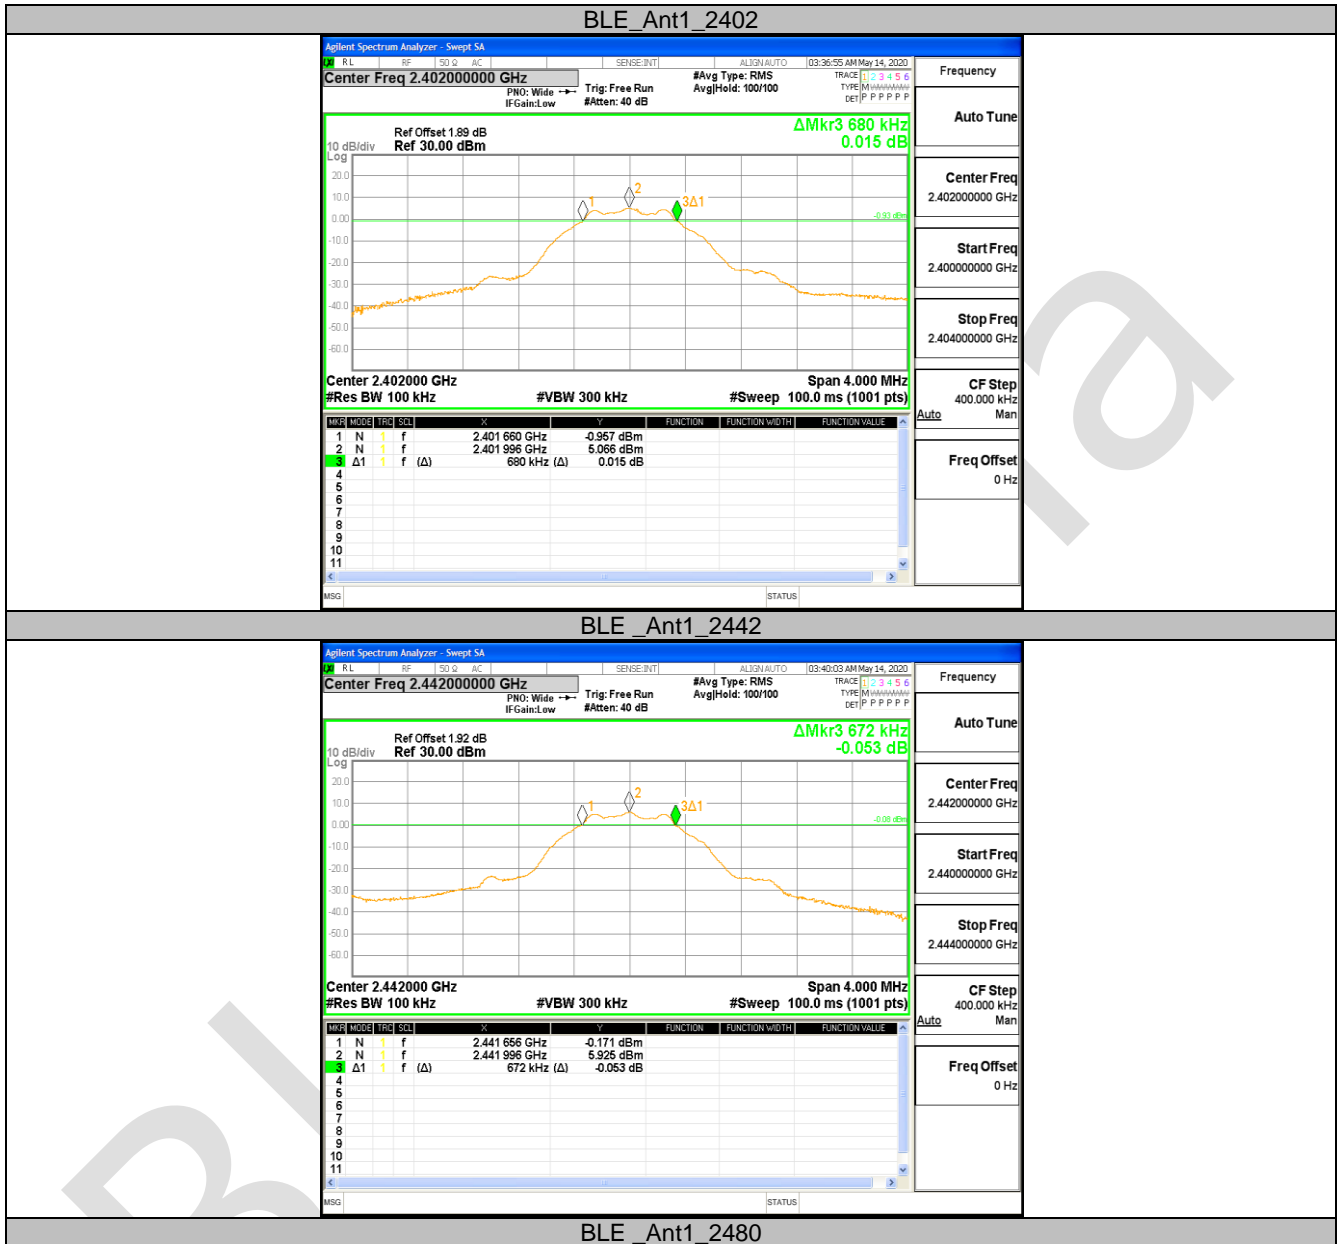 BLE_Ant1_2402
Agilent Spectrum Analyzer - Swept SA
LXI RL RF 50 Ω AC SENSE:INT ALIGN AUTO 03:36:55 AM May 14, 2020
Center Freq 2.402000000 GHz
PNO: Wide
IFGain:Low
Trig: Free Run
#Atten: 40 dB
#Avg Type: RMS
Avg|Hold: 100/100
TRACE 1 2 3 4 5 6
TYPE M WWWWW
DET P P P P P P
Frequency
Ref Offset 1.89 dB
10 dB/div Ref 30.00 dBm
Log
ΔMkr3 680 kHz
0.015 dB
20.0
10.0
0.00
-10.0
-20.0
-30.0
-40.0
-50.0
-60.0
1
2
3Δ1
-0.93 dBm
Center 2.402000 GHz Span 4.000 MHz
#Res BW 100 kHz #VBW 300 kHz #Sweep 100.0 ms (1001 pts)
MKR MODE TRC SCL X Y FUNCTION FUNCTION WIDTH FUNCTION VALUE
1 N 1 f 2.401 660 GHz -0.957 dBm
2 N 1 f 2.401 996 GHz 5.066 dBm
3 Δ1 1 f (Δ) 680 kHz (Δ) 0.015 dB
4
5
6
7
8
9
10
11
MSG STATUS
Auto Tune
Center Freq
2.402000000 GHz
Start Freq
2.400000000 GHz
Stop Freq
2.404000000 GHz
CF Step
400.000 kHz
Auto Man
Freq Offset
0 Hz
BLE _Ant1_2442
Agilent Spectrum Analyzer - Swept SA
LXI RL RF 50 Ω AC SENSE:INT ALIGN AUTO 03:40:03 AM May 14, 2020
Center Freq 2.442000000 GHz
PNO: Wide
IFGain:Low
Trig: Free Run
#Atten: 40 dB
#Avg Type: RMS
Avg|Hold: 100/100
TRACE 1 2 3 4 5 6
TYPE M WWWWW
DET P P P P P P
Frequency
Ref Offset 1.92 dB
10 dB/div Ref 30.00 dBm
Log
ΔMkr3 672 kHz
-0.053 dB
20.0
10.0
0.00
-10.0
-20.0
-30.0
-40.0
-50.0
-60.0
1
2
3Δ1
-0.08 dBm
Center 2.442000 GHz Span 4.000 MHz
#Res BW 100 kHz #VBW 300 kHz #Sweep 100.0 ms (1001 pts)
MKR MODE TRC SCL X Y FUNCTION FUNCTION WIDTH FUNCTION VALUE
1 N 1 f 2.441 656 GHz -0.171 dBm
2 N 1 f 2.441 996 GHz 5.925 dBm
3 Δ1 1 f (Δ) 672 kHz (Δ) -0.053 dB
4
5
6
7
8
9
10
11
MSG STATUS
Auto Tune
Center Freq
2.442000000 GHz
Start Freq
2.440000000 GHz
Stop Freq
2.444000000 GHz
CF Step
400.000 kHz
Auto Man
Freq Offset
0 Hz
BLE _Ant1_2480